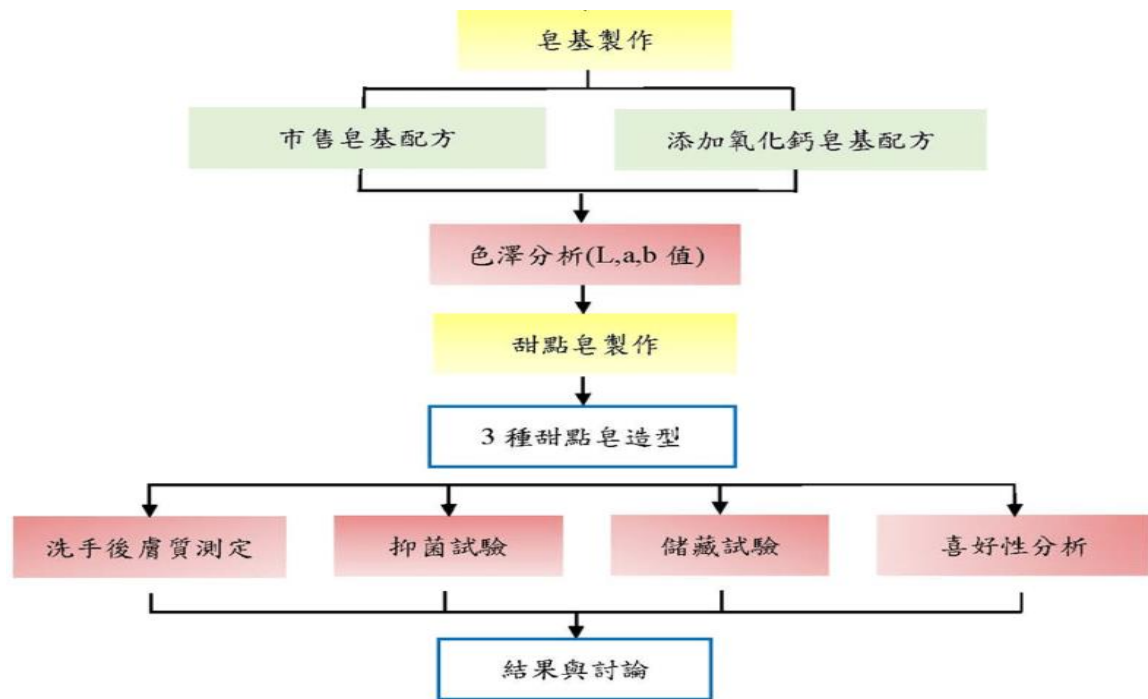 皂基製作
市售皂基配方
添加氧化鈣皂基配方
色澤分析(L,a,b 值)
甜點皂製作
3 種甜點皂造型
洗手後膚質測定
抑菌試驗
儲藏試驗
喜好性分析
結果與討論